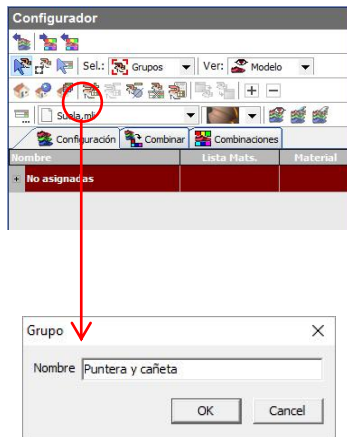 Configurador
Sel.: Grupos Ver: Modelo
Suela.mlr
Configuración Combinar Combinaciones
Nombre Lista Mats. Material
+ No asignadas
Grupo
Nombre Puntera y cañeta
OK Cancel